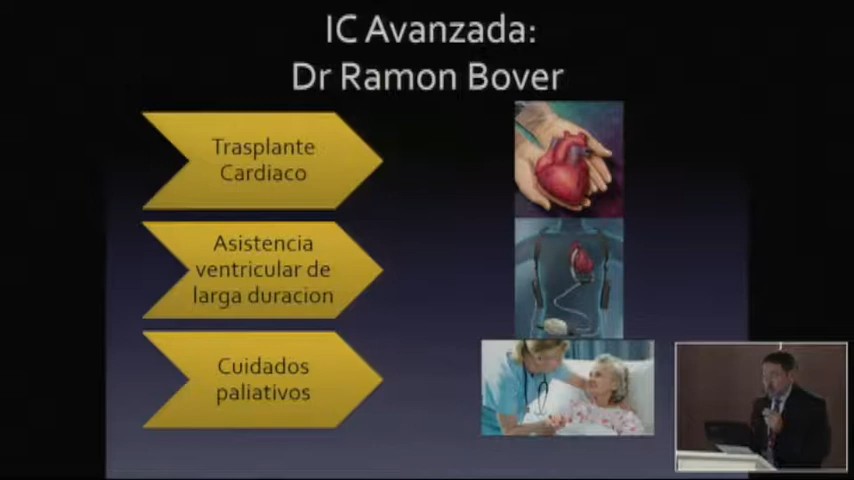 IC Avanzada:
Dr Ramon Bover
Trasplante
Cardiaco
Asistencia
ventricular de
larga duracion
Cuidados
paliativos